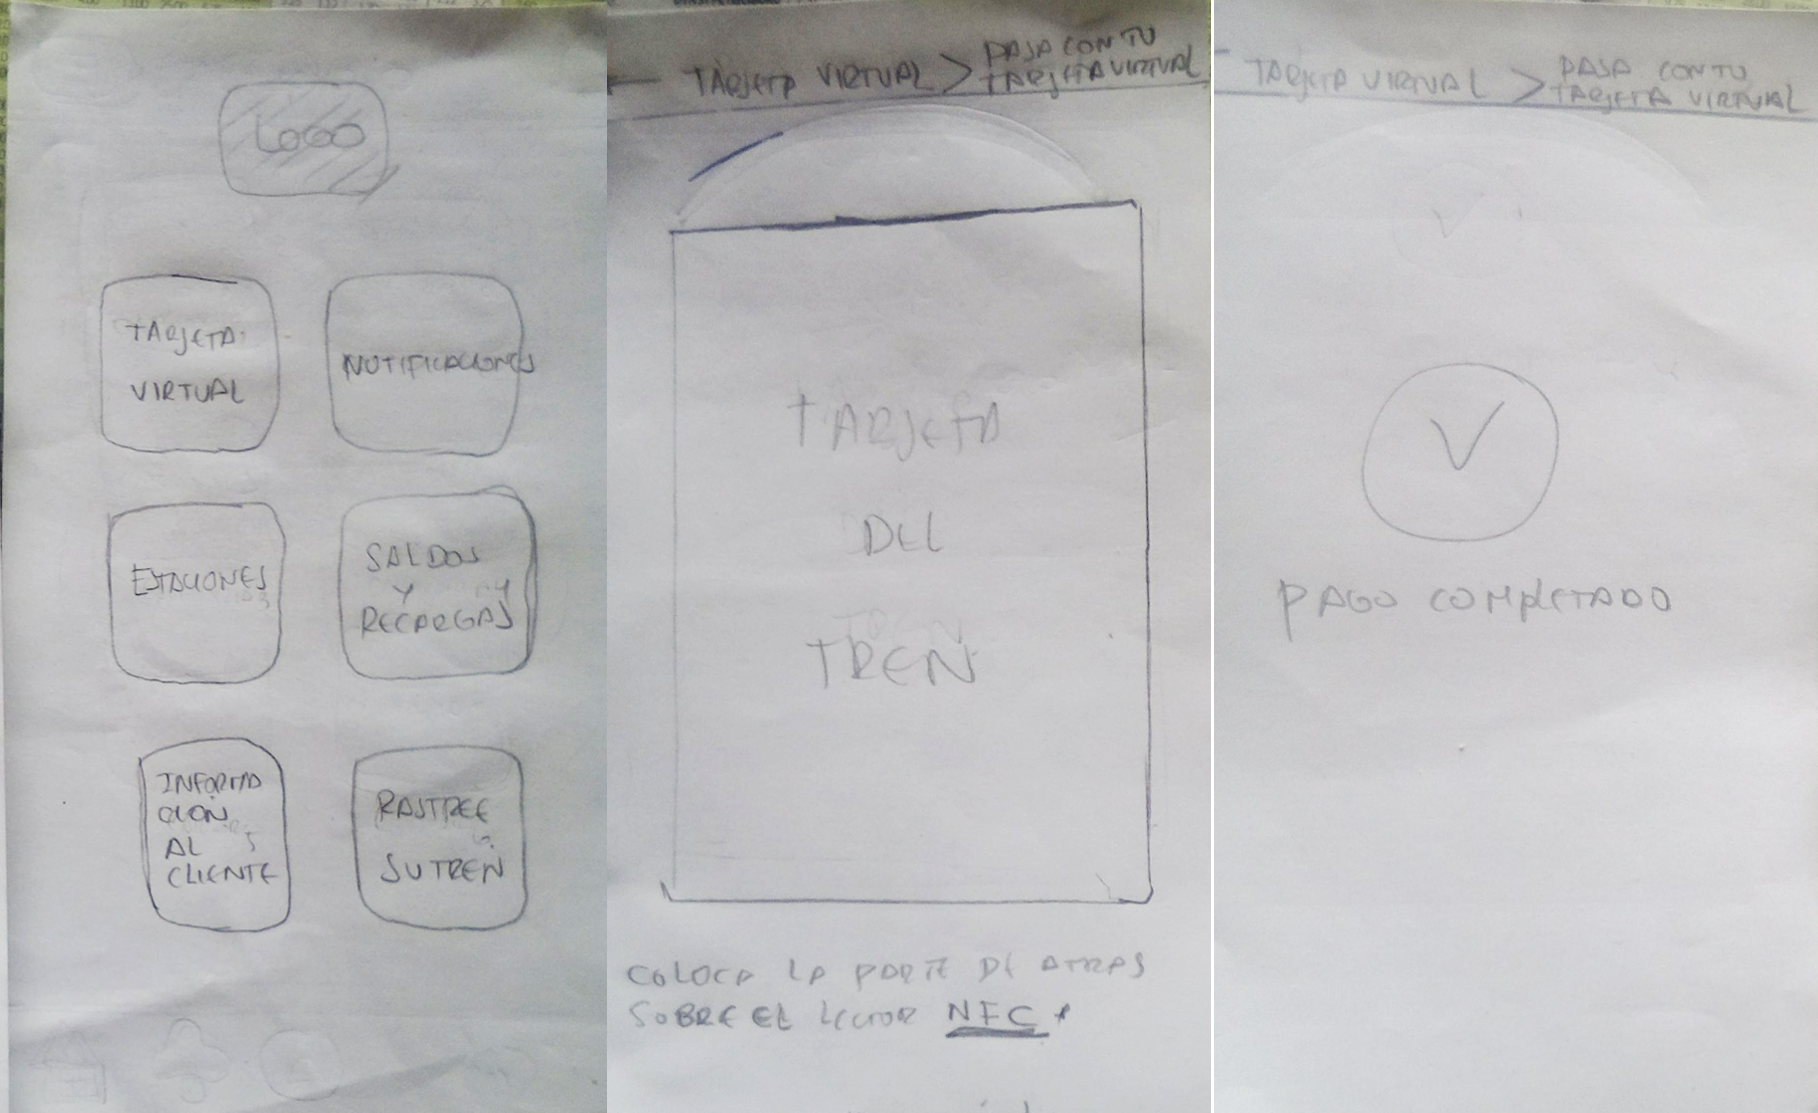 LOGO
TARJETA
VIRTUAL
NOTIFICACIONES
ESTACIONES
SALDOS
Y
RECARGAS
INFORMA
CION
AL
CLIENTE
RASTREE
SU TREN
TARJETA VIRTUAL > PASA CON TU
TARJETA VIRTUAL
TARJETA
DEL
TREN
COLOCA LA PARTE DE ATRAS
SOBRE EL LECTOR NFC
TARJETA VIRTUAL > PASA CON TU
TARJETA VIRTUAL
PAGO COMPLETADO